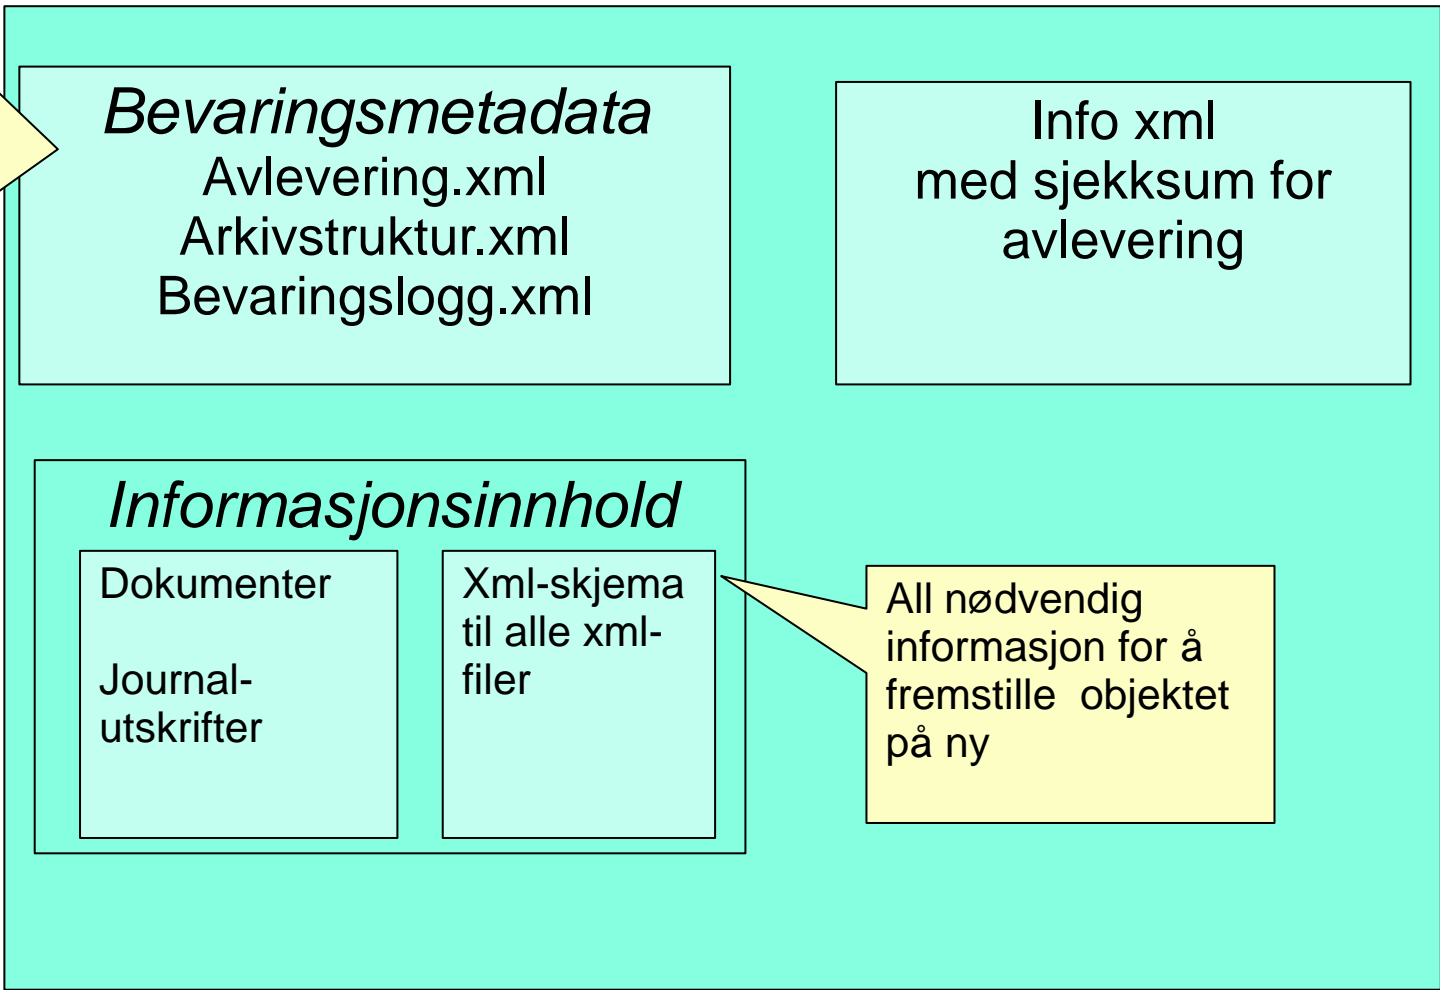 Bevaringsmetadata
Avlevering.xml
Arkivstruktur.xml
Bevaringslogg.xml
Info xml
med sjekksum for
avlevering
Informasjonsinnhold
Dokumenter
Journal-
utskrifter
Xml-skjema
til alle xml-
filer
All nødvendig
informasjon for å
fremstille  objektet
på ny